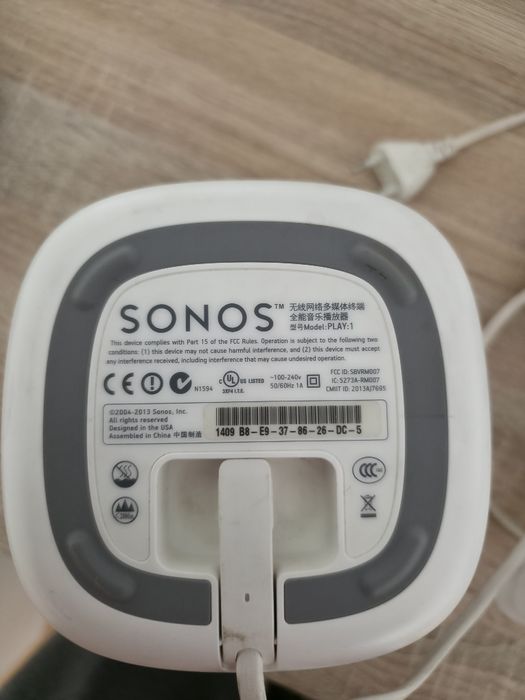 SONOS™ 无线网络多媒体终端
全能音乐播放器
型号Model: PLAY:1
This device complies with Part 15 of the FCC Rules. Operation is subject to the following two
conditions: (1) this device may not cause harmful interference, and (2) this device must accept
any interference received, including interference that may cause undesired operation.
CE N1594 c UL US LISTED
3XF4 I.T.E.
~100-240v
50/60Hz 1A
FCC ID: SBVRM007
IC: 5273A-RM007
CMIIT ID: 2013AJ7695
©2004-2013 Sonos, Inc.
All rights reserved
Designed in the USA
Assembled in China 中国制造
1409 B8-E9-37-86-26-DC-5
CCC